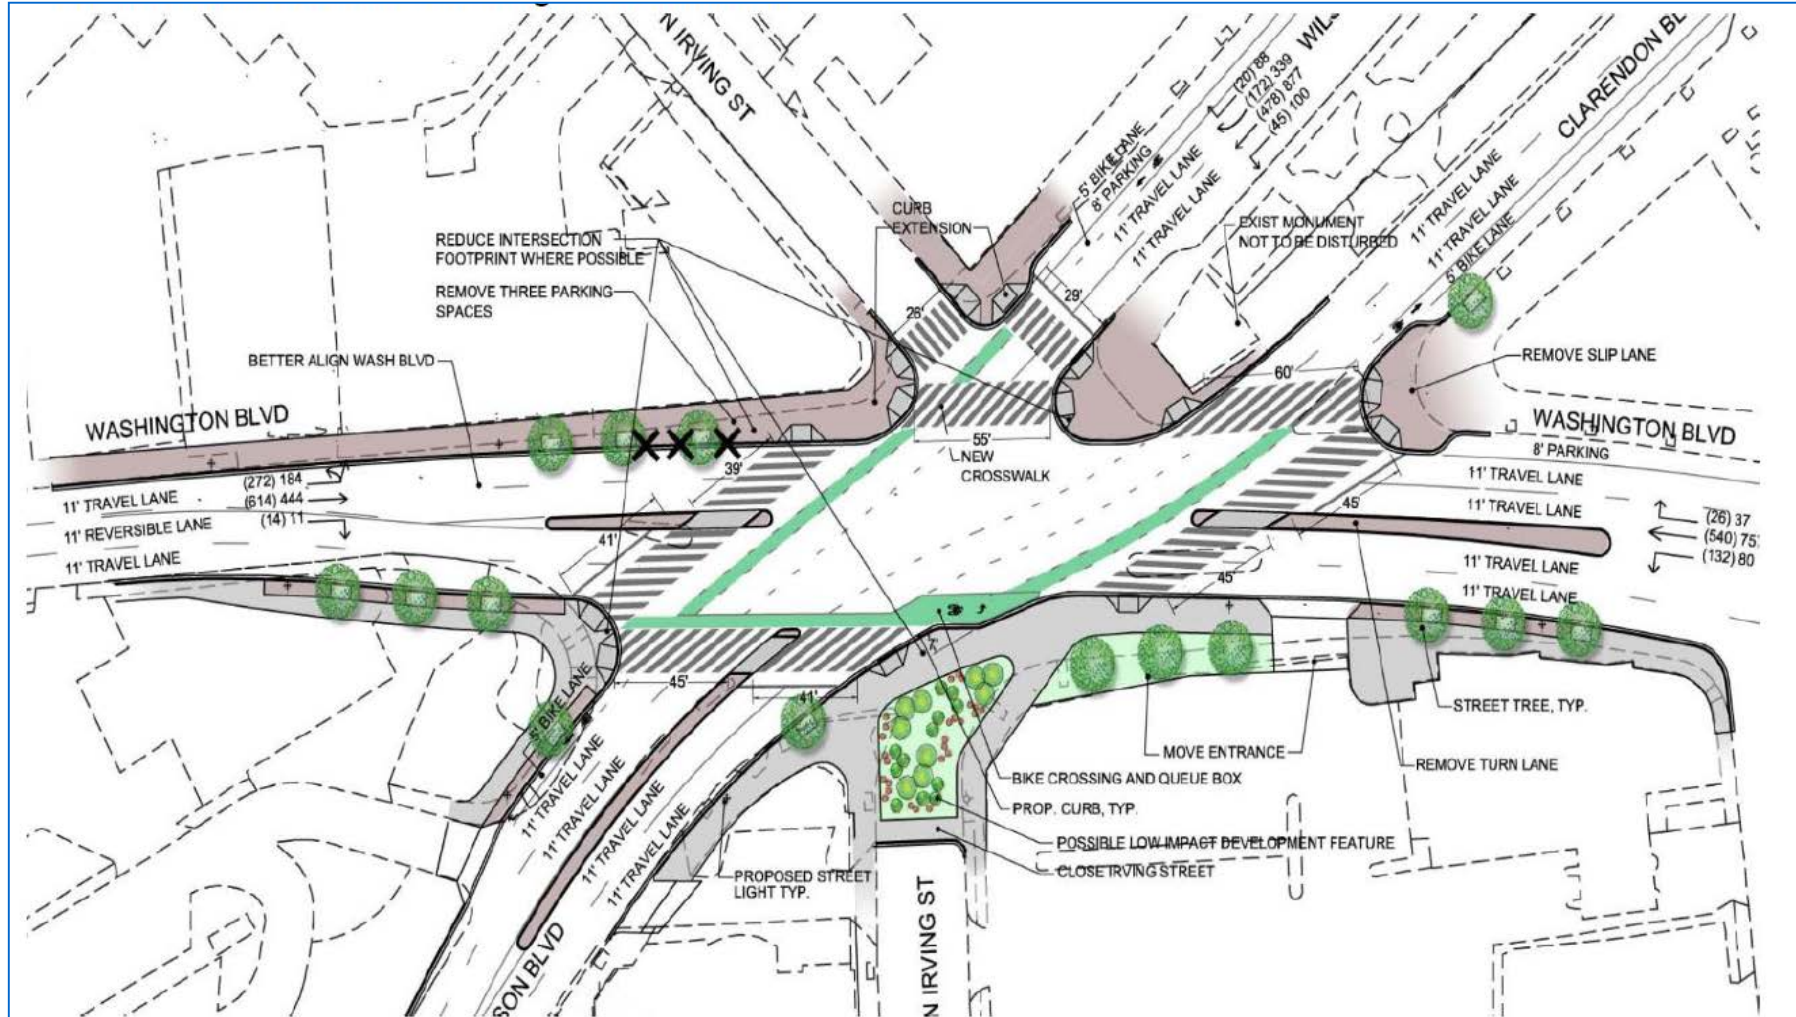 N IRVING ST
CLARENDON BL
(20) 88
(172) 339
(478) 877
(45) 100
5' BIKE LANE
8' PARKING
11' TRAVEL LANE
11' TRAVEL LANE
11' TRAVEL LANE
11' TRAVEL LANE
5' BIKE LANE
CURB
EXTENSION
EXIST MONUMENT
NOT TO BE DISTURBED
REDUCE INTERSECTION
FOOTPRINT WHERE POSSIBLE
REMOVE THREE PARKING
SPACES
29'
BETTER ALIGN WASH BLVD
REMOVE SLIP LANE
60'
WASHINGTON BLVD
WASHINGTON BLVD
55'
NEW
CROSSWALK
39'
8' PARKING
(272) 184
(614) 444
(14) 11
11' TRAVEL LANE
11' REVERSIBLE LANE
11' TRAVEL LANE
11' TRAVEL LANE
11' TRAVEL LANE
11' TRAVEL LANE
11' TRAVEL LANE
45'
(26) 37
(540) 75
(132) 80
41'
45'
45'
41'
5' BIKE LANE
11' TRAVEL LANE
11' TRAVEL LANE
11' TRAVEL LANE
11' TRAVEL LANE
STREET TREE, TYP.
MOVE ENTRANCE
REMOVE TURN LANE
BIKE CROSSING AND QUEUE BOX
PROP. CURB, TYP.
POSSIBLE LOW IMPACT DEVELOPMENT FEATURE
CLOSE IRVING STREET
PROPOSED STREET
LIGHT TYP.
SON BLVD
N IRVING ST